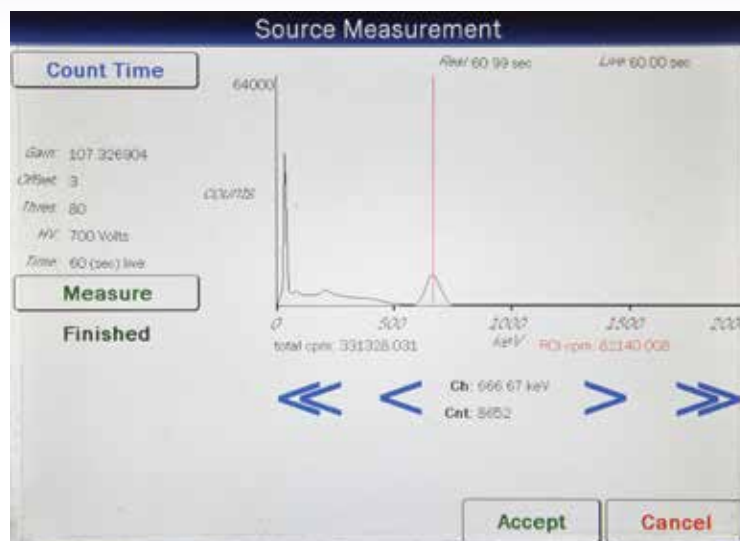 Source Measurement
Count Time
Real 60.99 sec
Live 60.00 sec
64000
counts
Gain: 107.326904
Offset: 3
Thres: 80
HV: 700 Volts
Time: 60 (sec) live
Measure
Finished
0
500
1000
1500
2000
keV
total cpm: 331328.031
ROI cpm: 82140.008
Ch: 666.67 keV
Cnt: 8652
Accept
Cancel